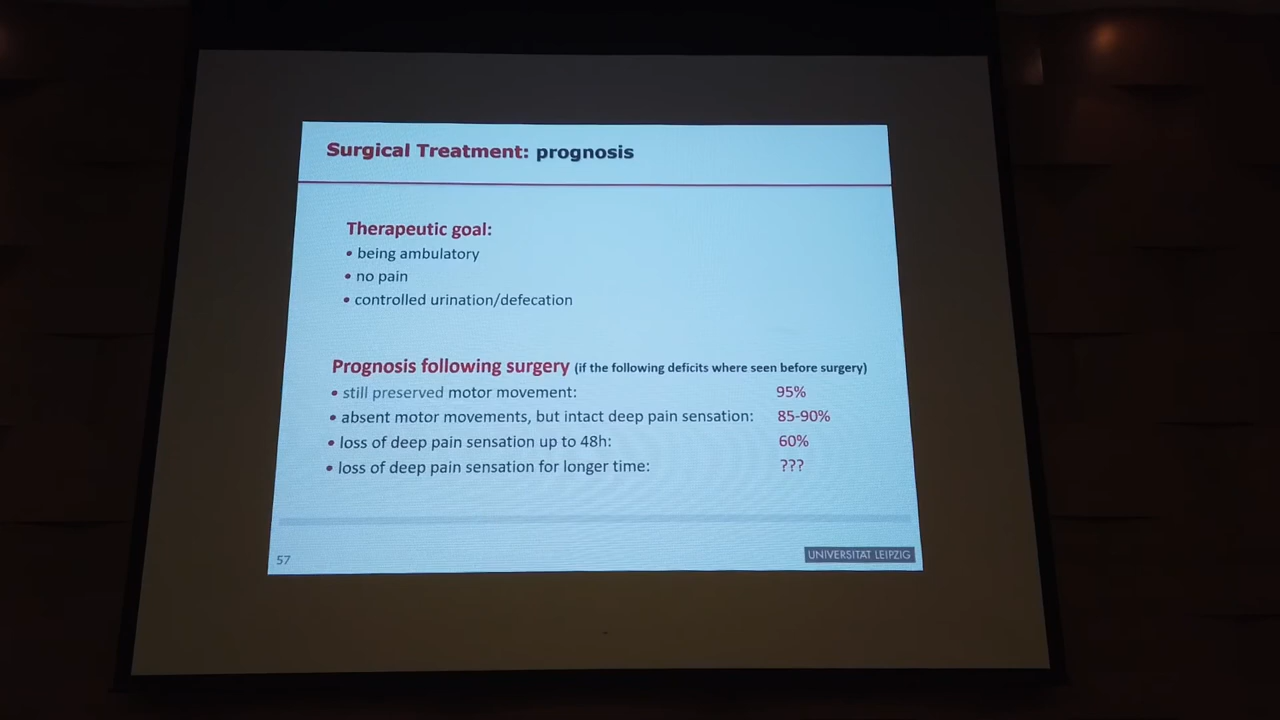 Surgical Treatment: prognosis
Therapeutic goal:
• being ambulatory
• no pain
• controlled urination/defecation
Prognosis following surgery (if the following deficits where seen before surgery)
• still preserved motor movement: 95%
• absent motor movements, but intact deep pain sensation: 85-90%
• loss of deep pain sensation up to 48h: 60%
• loss of deep pain sensation for longer time: ???
57
UNIVERSITÄT LEIPZIG